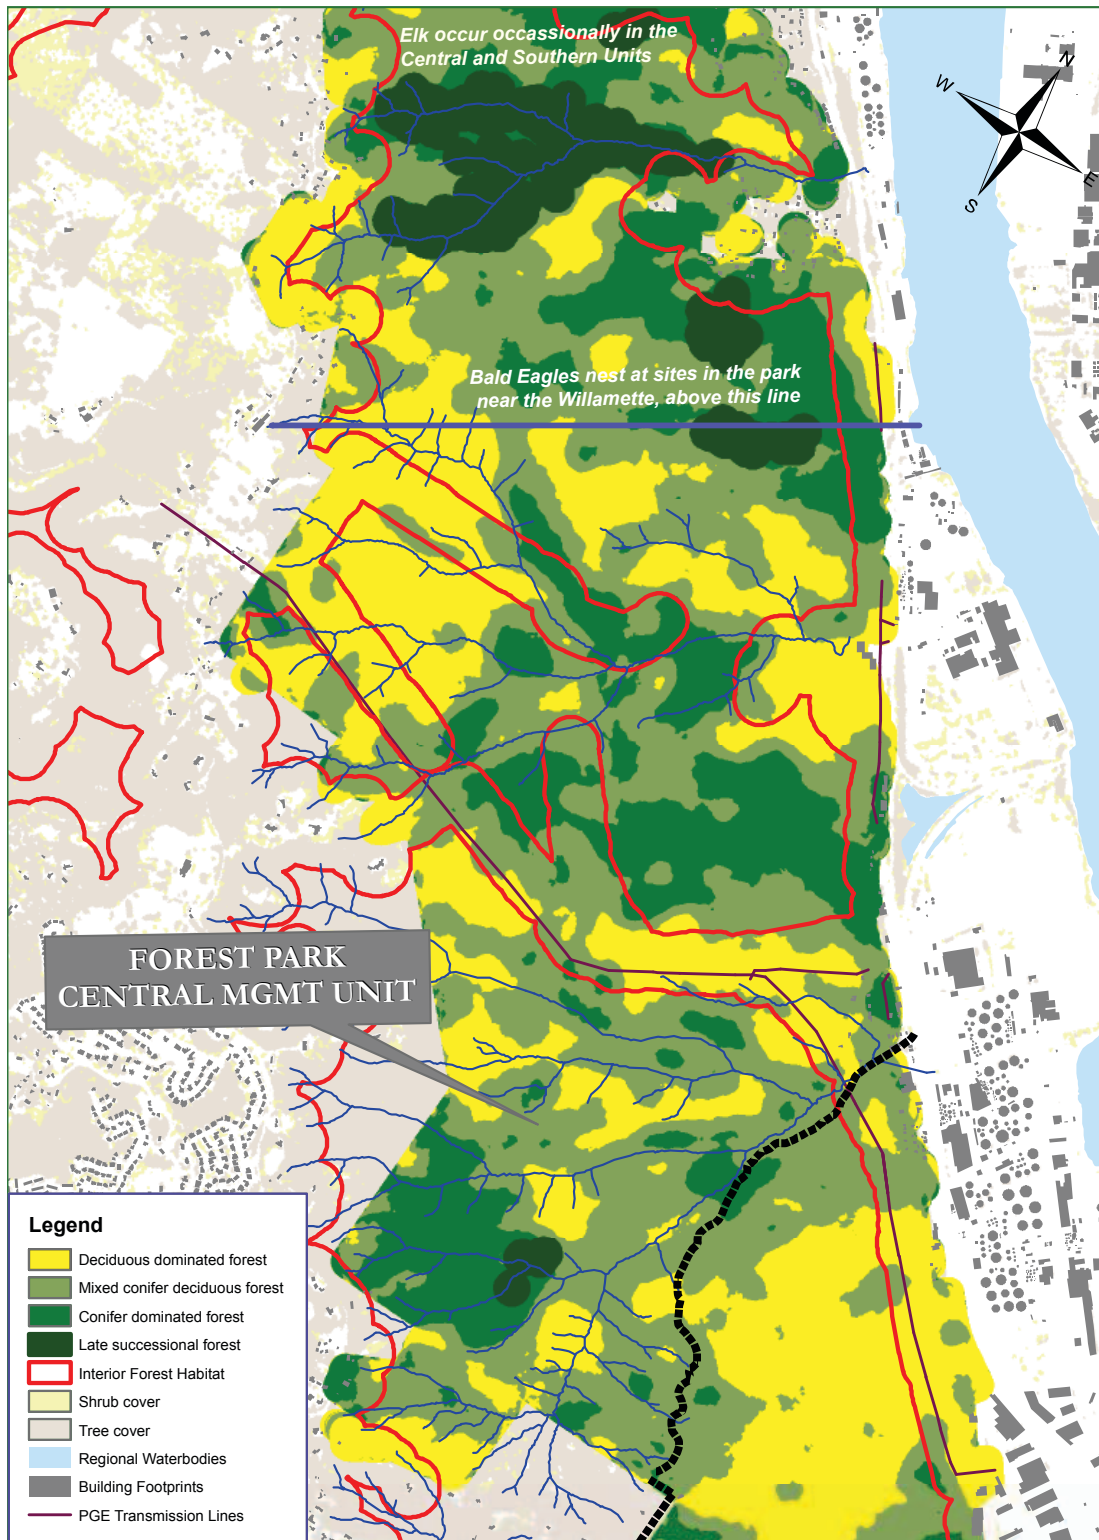 Elk occur occassionally in the
Central and Southern Units
N
W
E
S
Bald Eagles nest at sites in the park
near the Willamette, above this line
FOREST PARK
CENTRAL MGMT UNIT
Legend
Deciduous dominated forest
Mixed conifer deciduous forest
Conifer dominated forest
Late successional forest
Interior Forest Habitat
Shrub cover
Tree cover
Regional Waterbodies
Building Footprints
PGE Transmission Lines